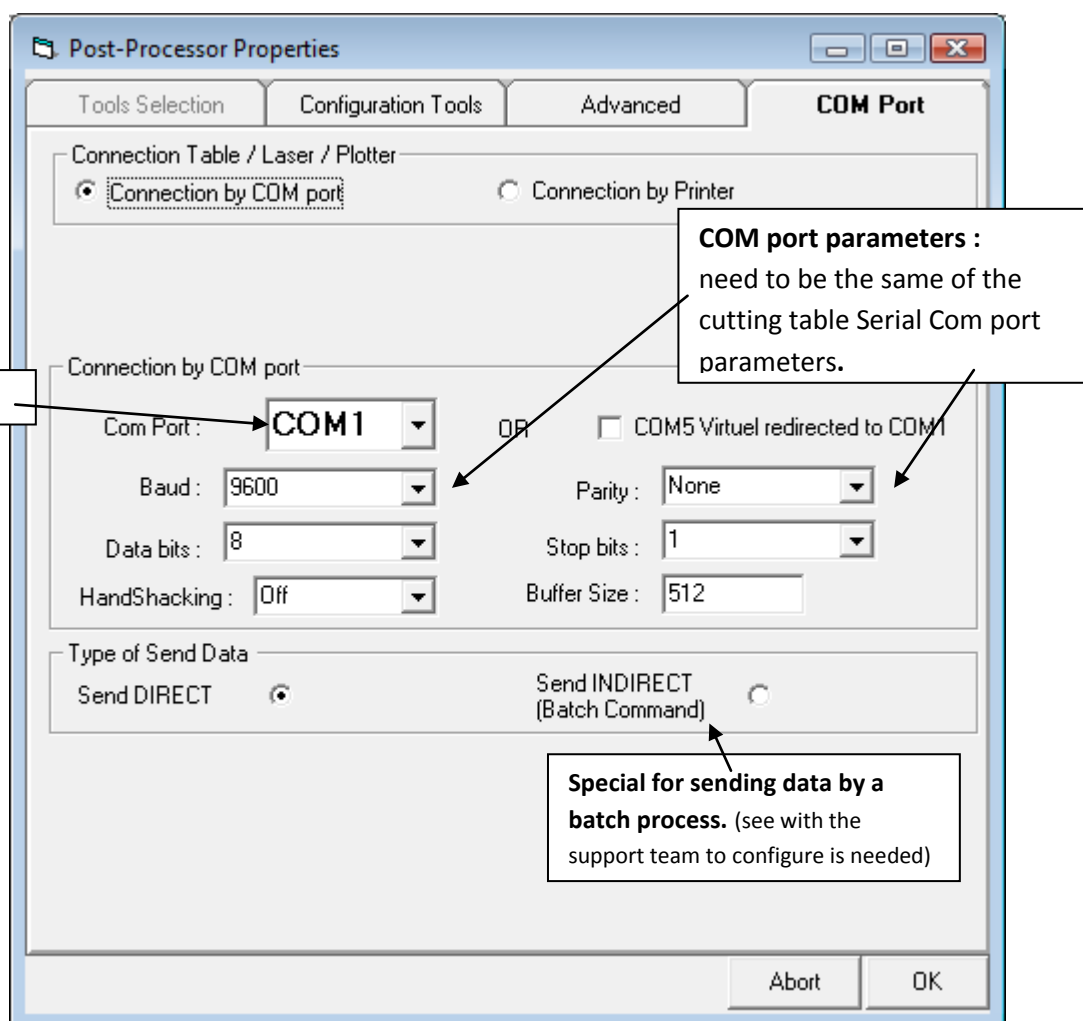 Post-Processor Properties
Tools Selection Configuration Tools Advanced COM Port
Connection Table / Laser / Plotter
Connection by COM port Connection by Printer
COM port parameters :
need to be the same of the
cutting table Serial Com port
parameters.
Connection by COM port
Com Port : COM1 OR COM5 Virtuel redirected to COM1
Baud : 9600 Parity : None
Data bits : 8 Stop bits : 1
HandShacking : Off Buffer Size : 512
Type of Send Data
Send DIRECT Send INDIRECT
(Batch Command)
Special for sending data by a
batch process. (see with the
support team to configure is needed)
Abort OK